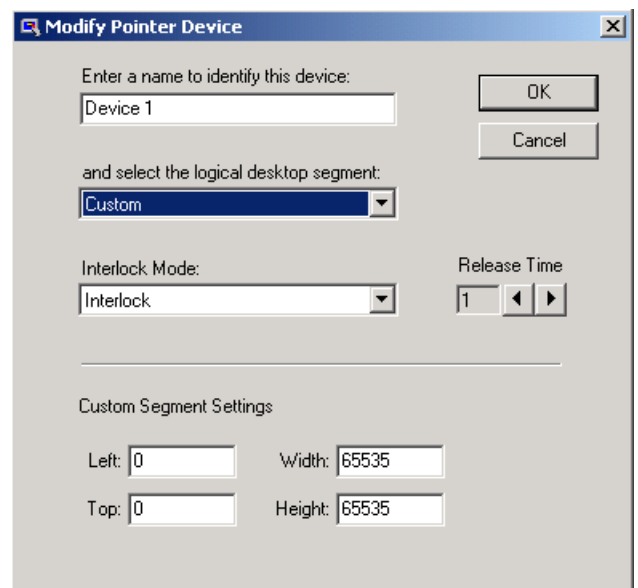 Modify Pointer Device
Enter a name to identify this device:
Device 1
OK
Cancel
and select the logical desktop segment:
Custom
Interlock Mode:
Release Time
Interlock
1
Custom Segment Settings
Left: 0 Width: 65535
Top: 0 Height: 65535